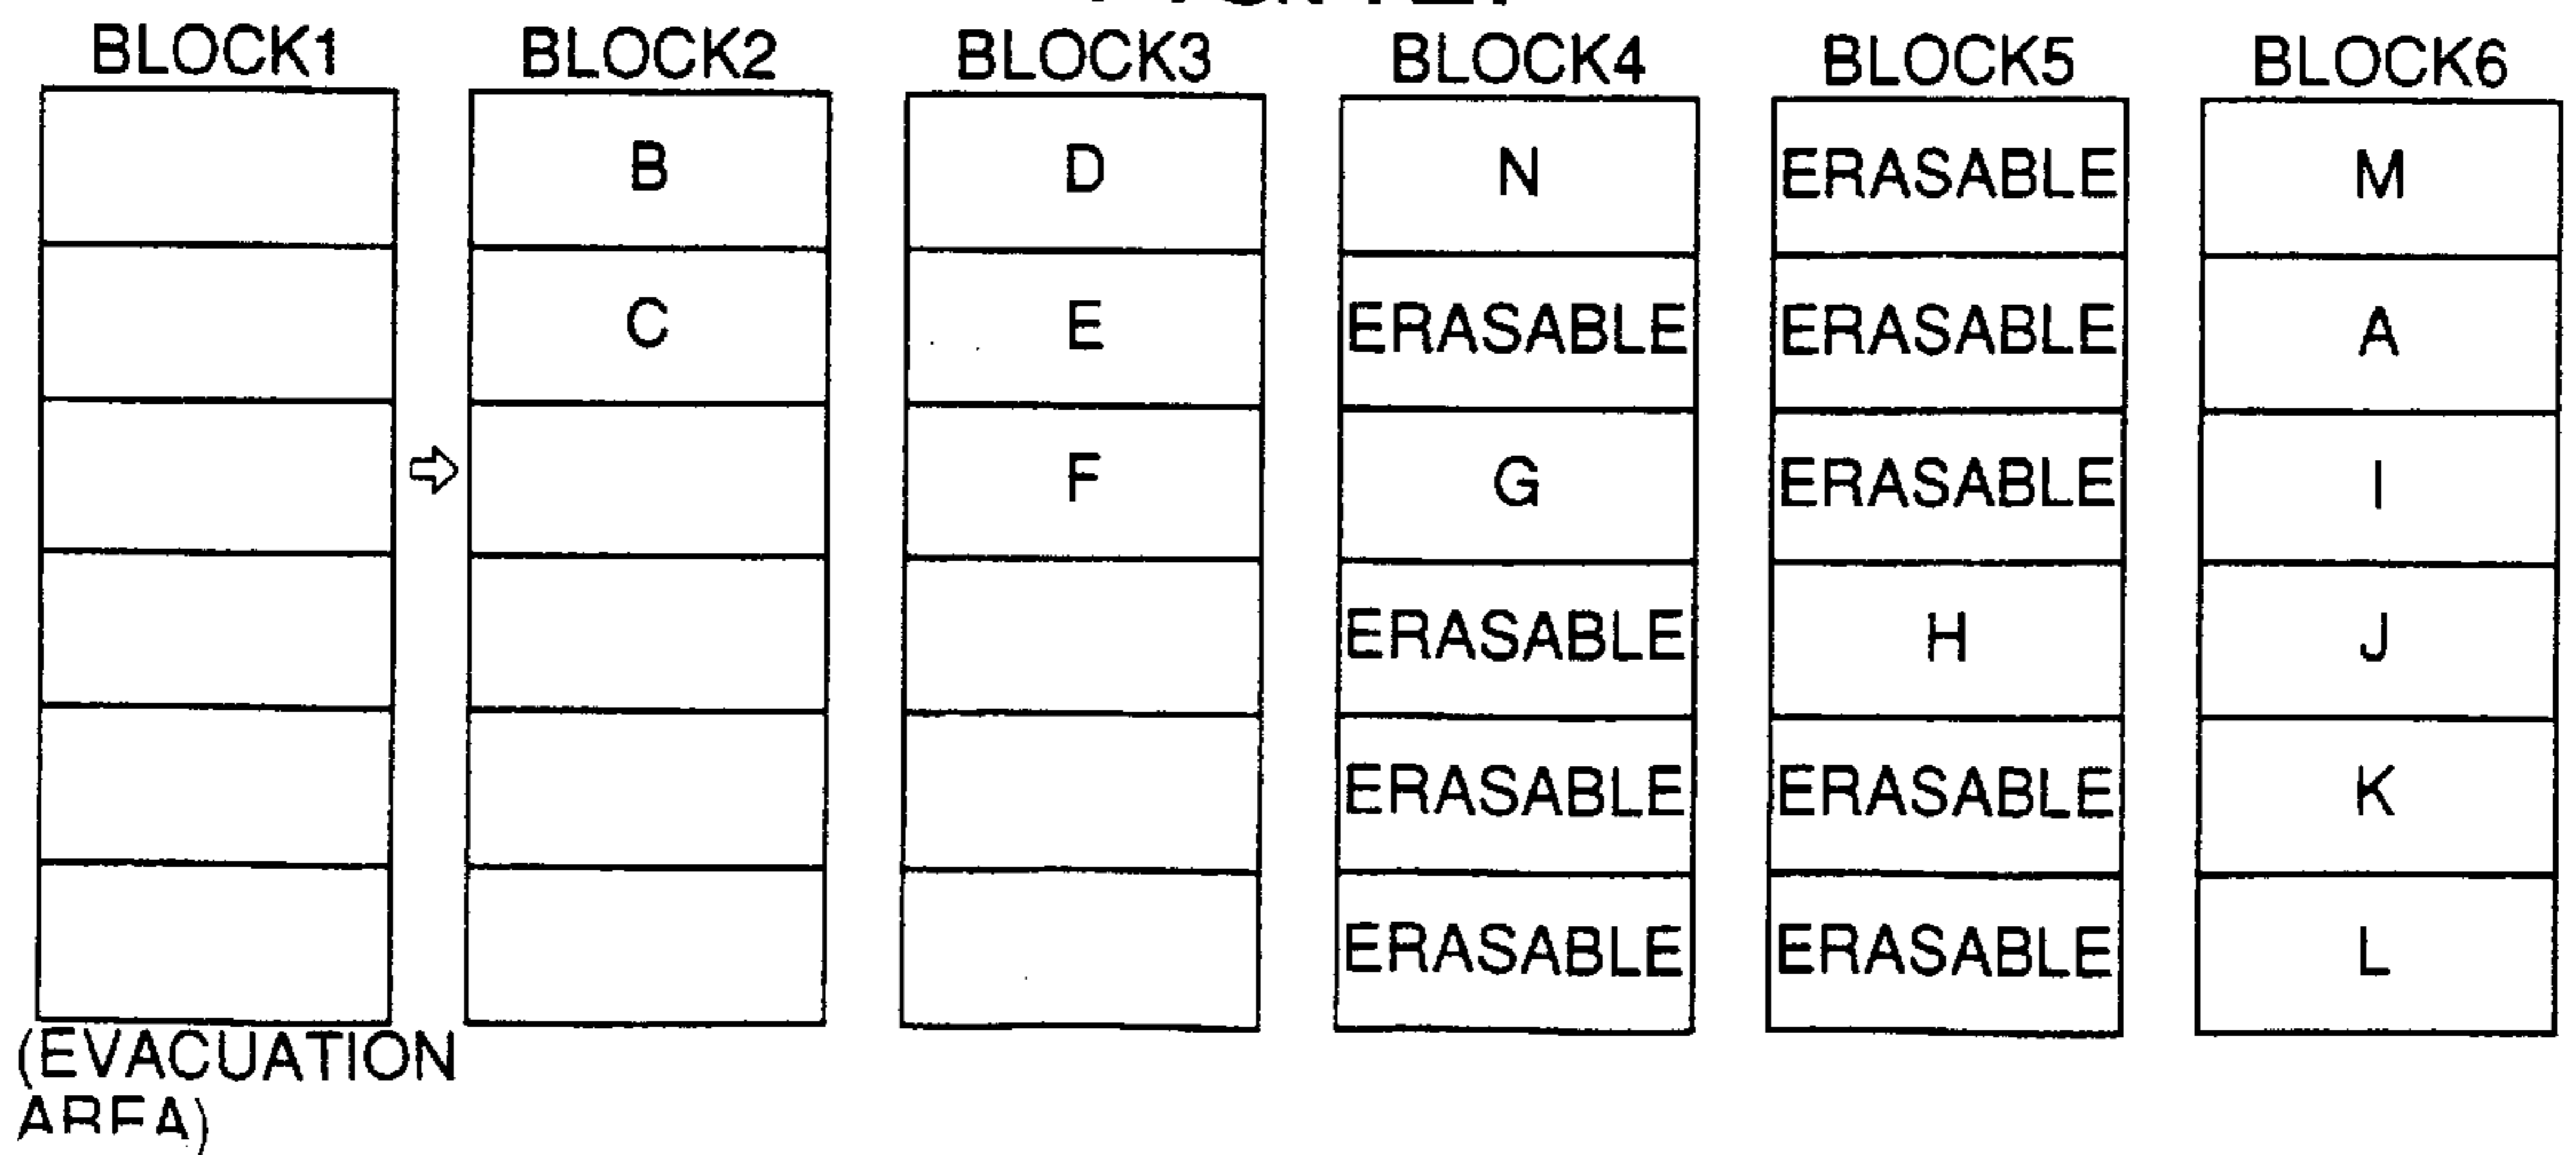 BLOCK1 BLOCK2 BLOCK3 BLOCK4 BLOCK5 BLOCK6
B D N ERASABLE M
C E ERASABLE ERASABLE A
F G ERASABLE I
ERASABLE H J
ERASABLE ERASABLE K
ERASABLE ERASABLE L
(EVACUATION
AREA)